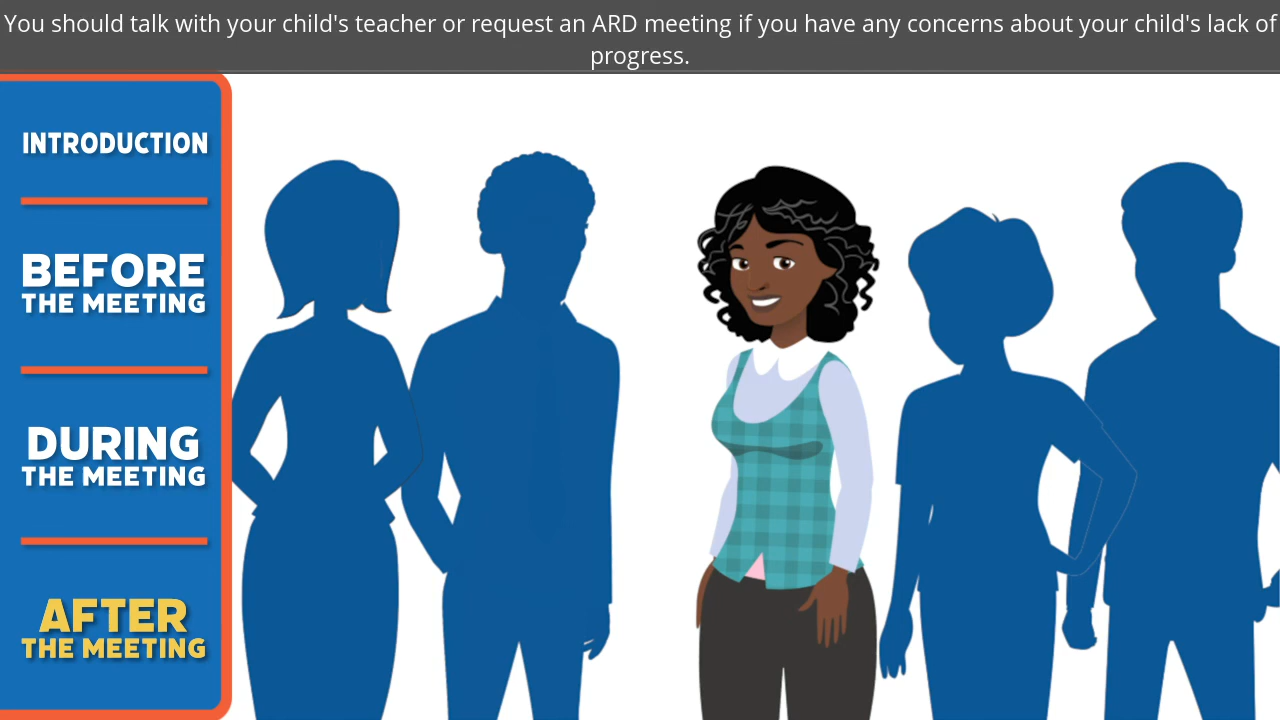 You should talk with your child's teacher or request an ARD meeting if you have any concerns about your child's lack of
progress.
INTRODUCTION
BEFORE
THE MEETING
DURING
THE MEETING
AFTER
THE MEETING